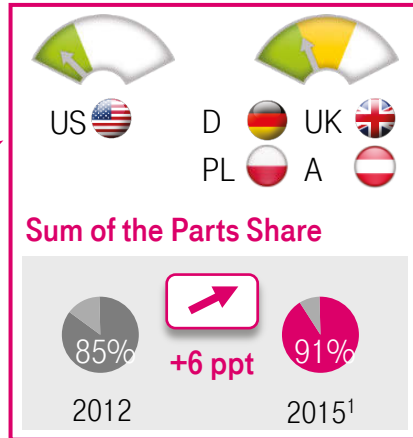 US D UK
PL A
Sum of the Parts Share
85% +6 ppt 91%
2012 2015¹